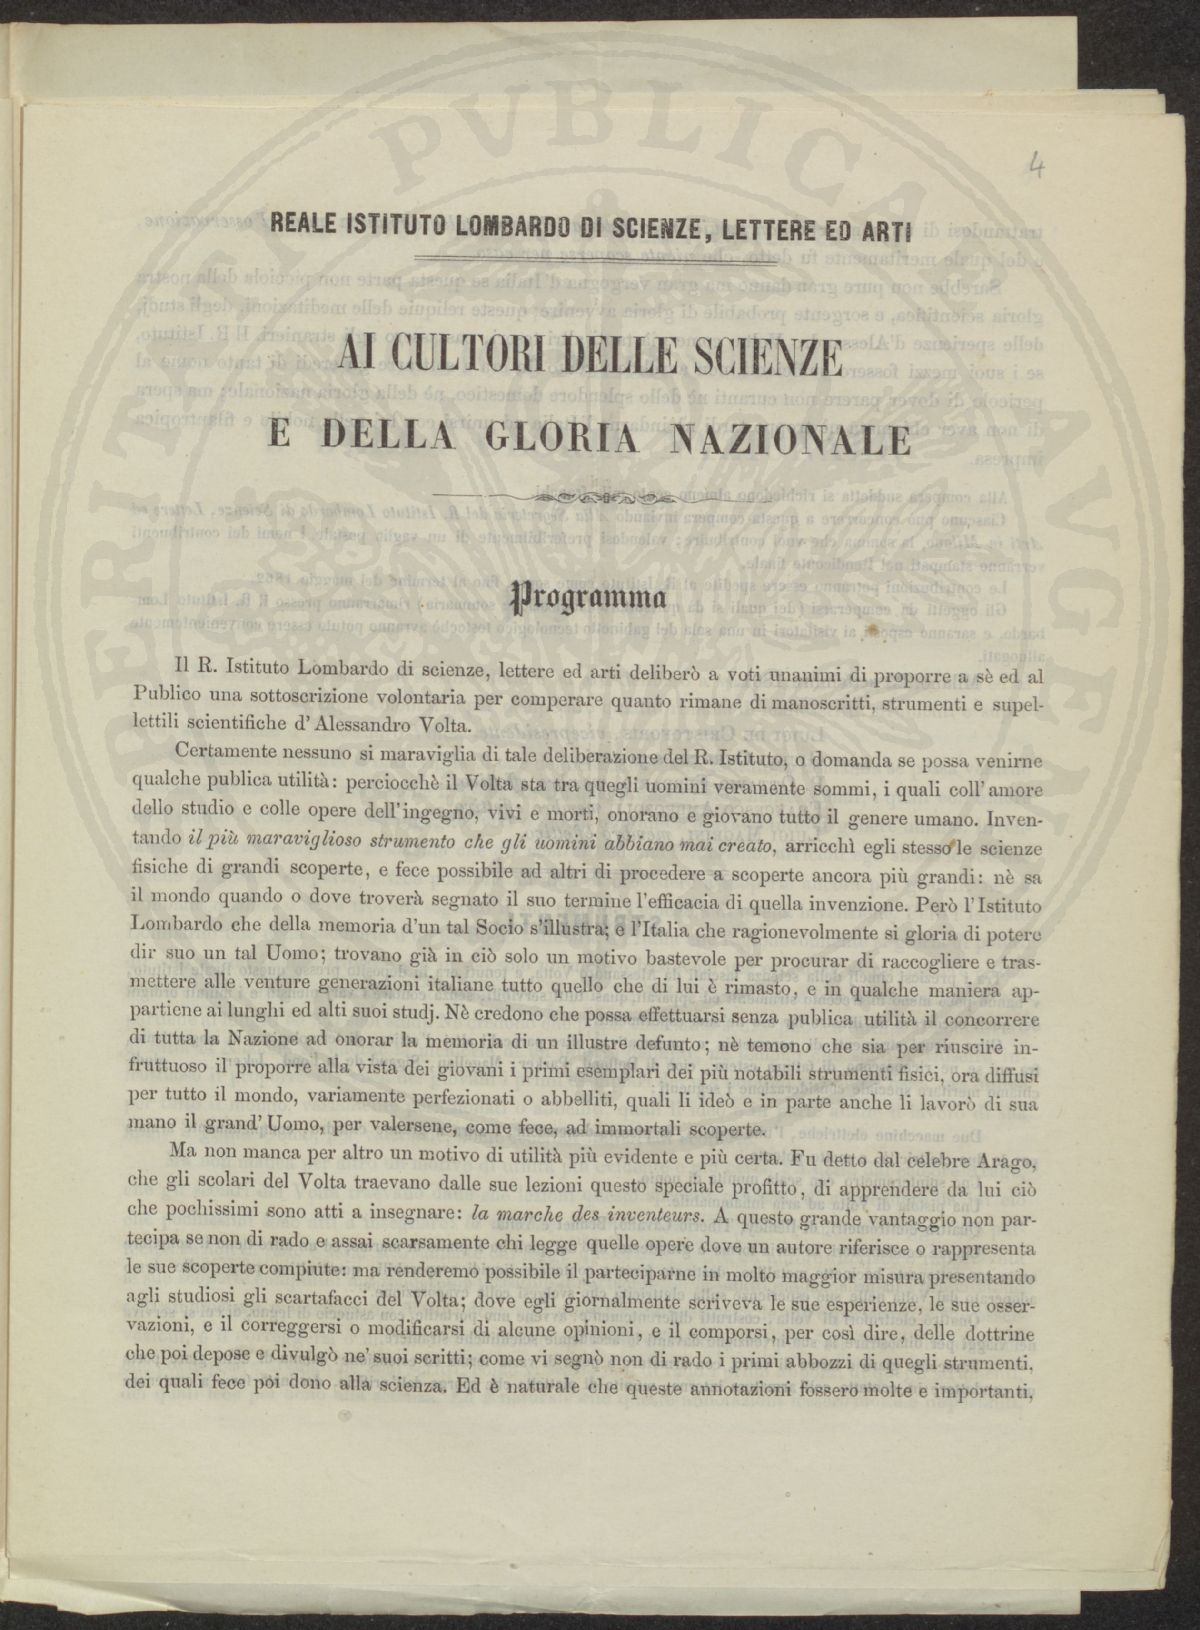 4
REALE ISTITUTO LOMBARDO DI SCIENZE, LETTERE ED ARTI
AI CULTORI DELLE SCIENZE
E DELLA GLORIA NAZIONALE
Programma
Il R. Istituto Lombardo di scienze, lettere ed arti deliberò a voti unanimi di proporre a sè ed al
Publico una sottoscrizione volontaria per comperare quanto rimane di manoscritti, strumenti e supel-
lettili scientifiche d'Alessandro Volta.
Certamente nessuno si maraviglia di tale deliberazione del R. Istituto, o domanda se possa venirne
qualche publica utilità: perciocchè il Volta sta tra quegli uomini veramente sommi, i quali coll'amore
dello studio e colle opere dell'ingegno, vivi e morti, onorano e giovano tutto il genere umano. Inven-
tando il più maraviglioso strumento che gli uomini abbiano mai creato, arricchì egli stesso le scienze
fisiche di grandi scoperte, e fece possibile ad altri di procedere a scoperte ancora più grandi: nè sa
il mondo quando o dove troverà segnato il suo termine l'efficacia di quella invenzione. Però l'Istituto
Lombardo che della memoria d'un tal Socio s'illustra; e l'Italia che ragionevolmente si gloria di potere
dir suo un tal Uomo; trovano già in ciò solo un motivo bastevole per procurar di raccogliere e tras-
mettere alle venture generazioni italiane tutto quello che di lui è rimasto, e in qualche maniera ap-
partiene ai lunghi ed alti suoi studj. Nè credono che possa effettuarsi senza publica utilità il concorrere
di tutta la Nazione ad onorar la memoria di un illustre defunto; nè temono che sia per riuscire in-
fruttuoso il proporre alla vista dei giovani i primi esemplari dei più notabili strumenti fisici, ora diffusi
per tutto il mondo, variamente perfezionati o abbelliti, quali li ideò e in parte anche li lavorò di sua
mano il grand'Uomo, per valersene, come fece, ad immortali scoperte.
Ma non manca per altro un motivo di utilità più evidente e più certa. Fu detto dal celebre Arago,
che gli scolari del Volta traevano dalle sue lezioni questo speciale profitto, di apprendere da lui ciò
che pochissimi sono atti a insegnare: la marche des inventeurs. A questo grande vantaggio non par-
tecipa se non di rado e assai scarsamente chi legge quelle opere dove un autore riferisce o rappresenta
le sue scoperte compiute: ma renderemo possibile il parteciparne in molto maggior misura presentando
agli studiosi gli scartafacci del Volta; dove egli giornalmente scriveva le sue esperienze, le sue osser-
vazioni, e il correggersi o modificarsi di alcune opinioni, e il comporsi, per così dire, delle dottrine
che poi depose e divulgò ne' suoi scritti; come vi segnò non di rado i primi abbozzi di quegli strumenti,
dei quali fece poi dono alla scienza. Ed è naturale che queste annotazioni fossero molte e importanti,